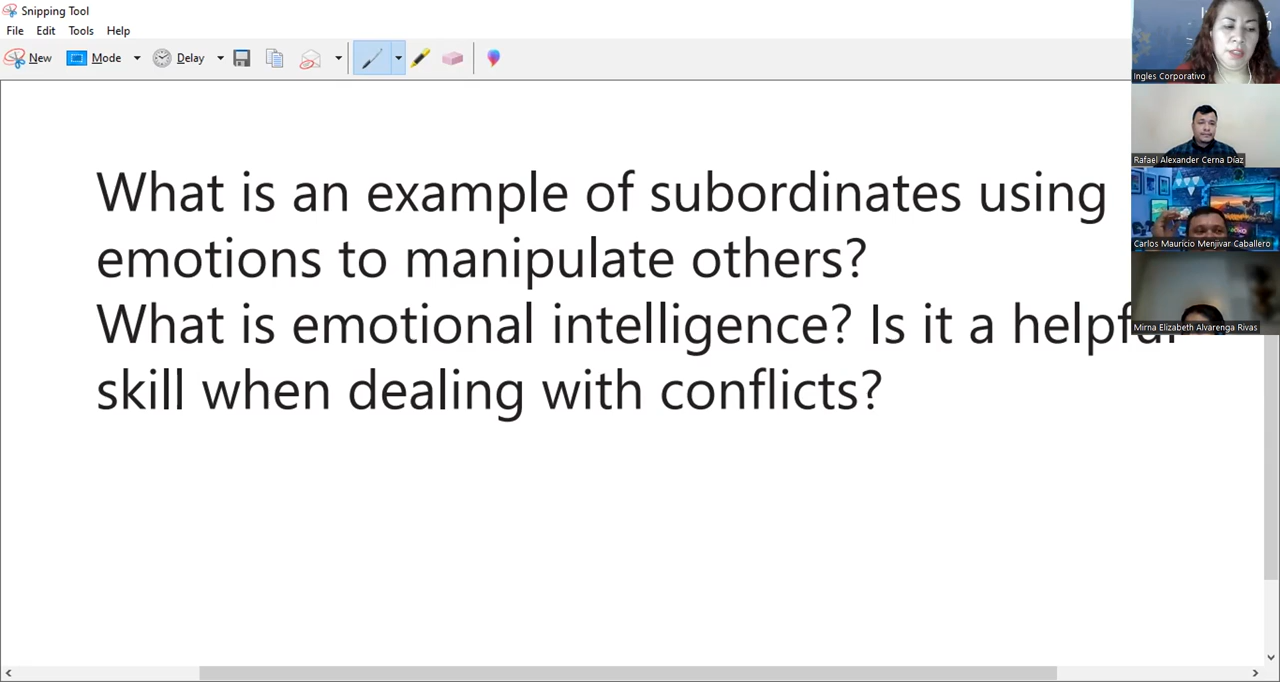 Snipping Tool
File Edit Tools Help
New Mode Delay
What is an example of subordinates using
emotions to manipulate others?
What is emotional intelligence? Is it a helpful
skill when dealing with conflicts?
Ingles Corporativo
Rafael Alexander Cerna Díaz
Carlos Mauricio Menjivar Caballero
Mirna Elizabeth Alvarenga Rivas